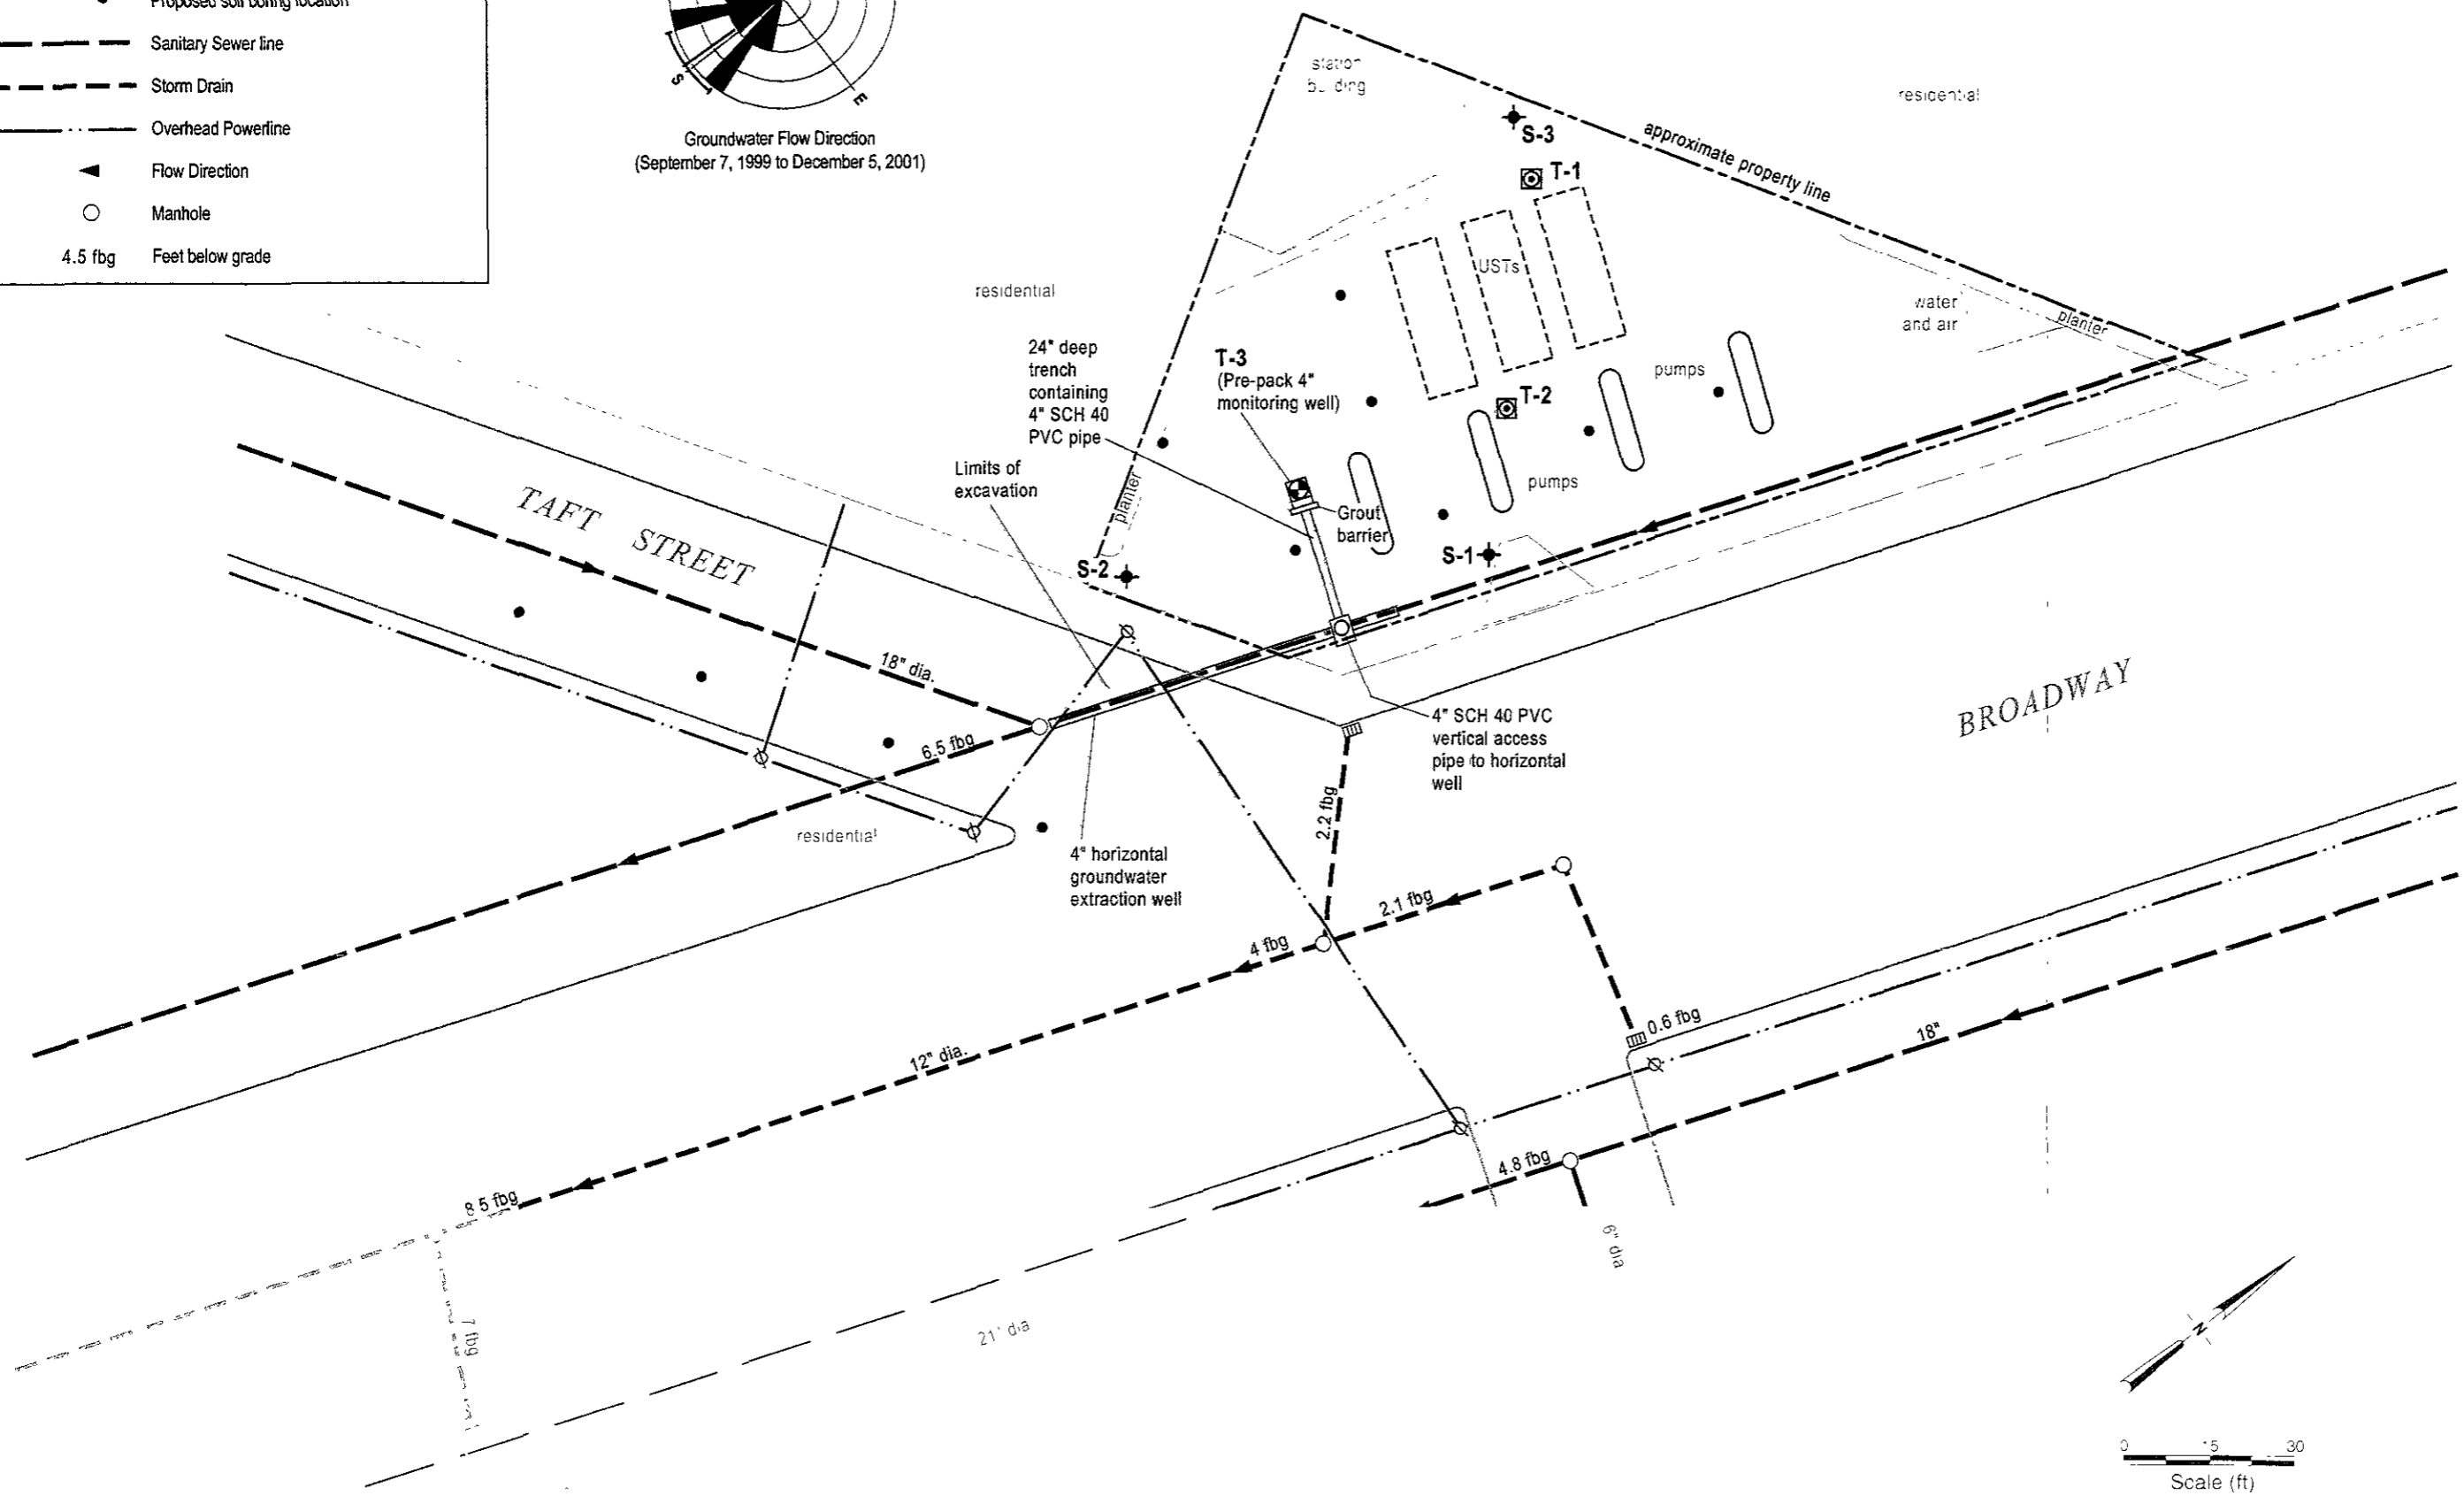 Proposed soil boring location
Sanitary Sewer line
Storm Drain
Overhead Powerline
Flow Direction
Manhole
4.5 fbg Feet below grade
S
E
Groundwater Flow Direction
(September 7, 1999 to December 5, 2001)
station
building
residential
S-3
approximate property line
T-1
USTs
residential
water
and air
planter
24" deep
trench
containing
4" SCH 40
PVC pipe
T-3
(Pre-pack 4"
monitoring well)
pumps
T-2
Limits of
excavation
planter
pumps
Grout
barrier
TAFT STREET
S-1
S-2
18" dia.
6.5 fbg
BROADWAY
4" SCH 40 PVC
vertical access
pipe to horizontal
well
2.2 fbg
residential
4" horizontal
groundwater
extraction well
2.1 fbg
4 fbg
0.6 fbg
18"
12" dia.
4.8 fbg
8 5 fbg
6" dia
7 fbg
21' dia
N
0 15 30
Scale (ft)